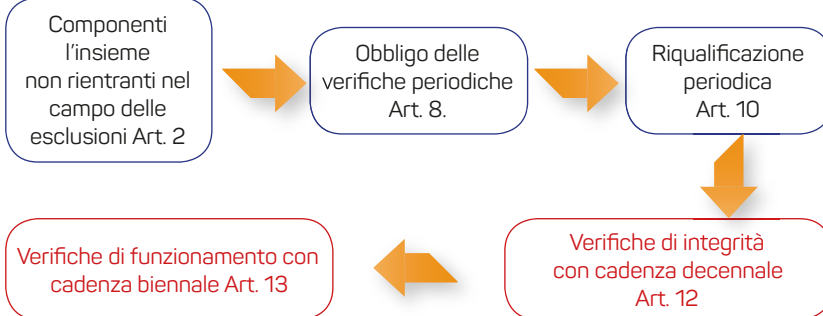 Componenti
l'insieme
non rientranti nel
campo delle
esclusioni Art. 2
Obbligo delle
verifiche periodiche
Art. 8.
Riqualificazione
periodica
Art. 10
Verifiche di integrità
con cadenza decennale
Art. 12
Verifiche di funzionamento con
cadenza biennale Art. 13